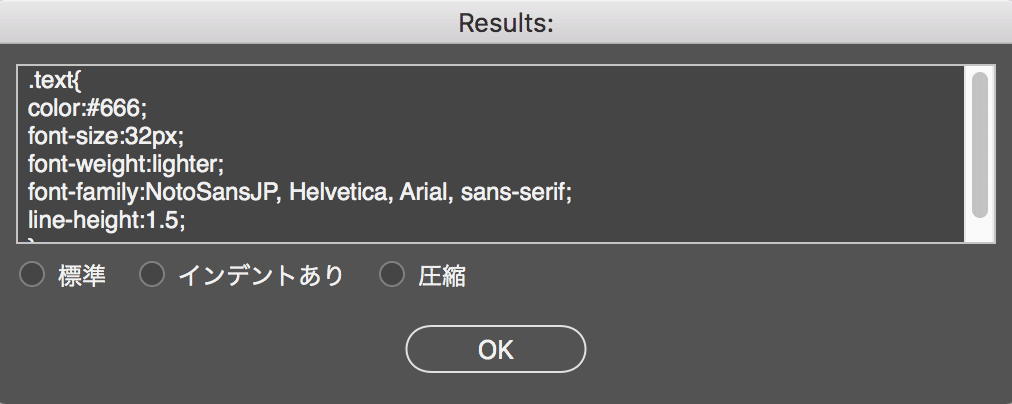 Results:
.text{
color:#666;
font-size:32px;
font-weight:lighter;
font-family:NotoSansJP, Helvetica, Arial, sans-serif;
line-height:1.5;
}
標準 インデントあり 圧縮
OK